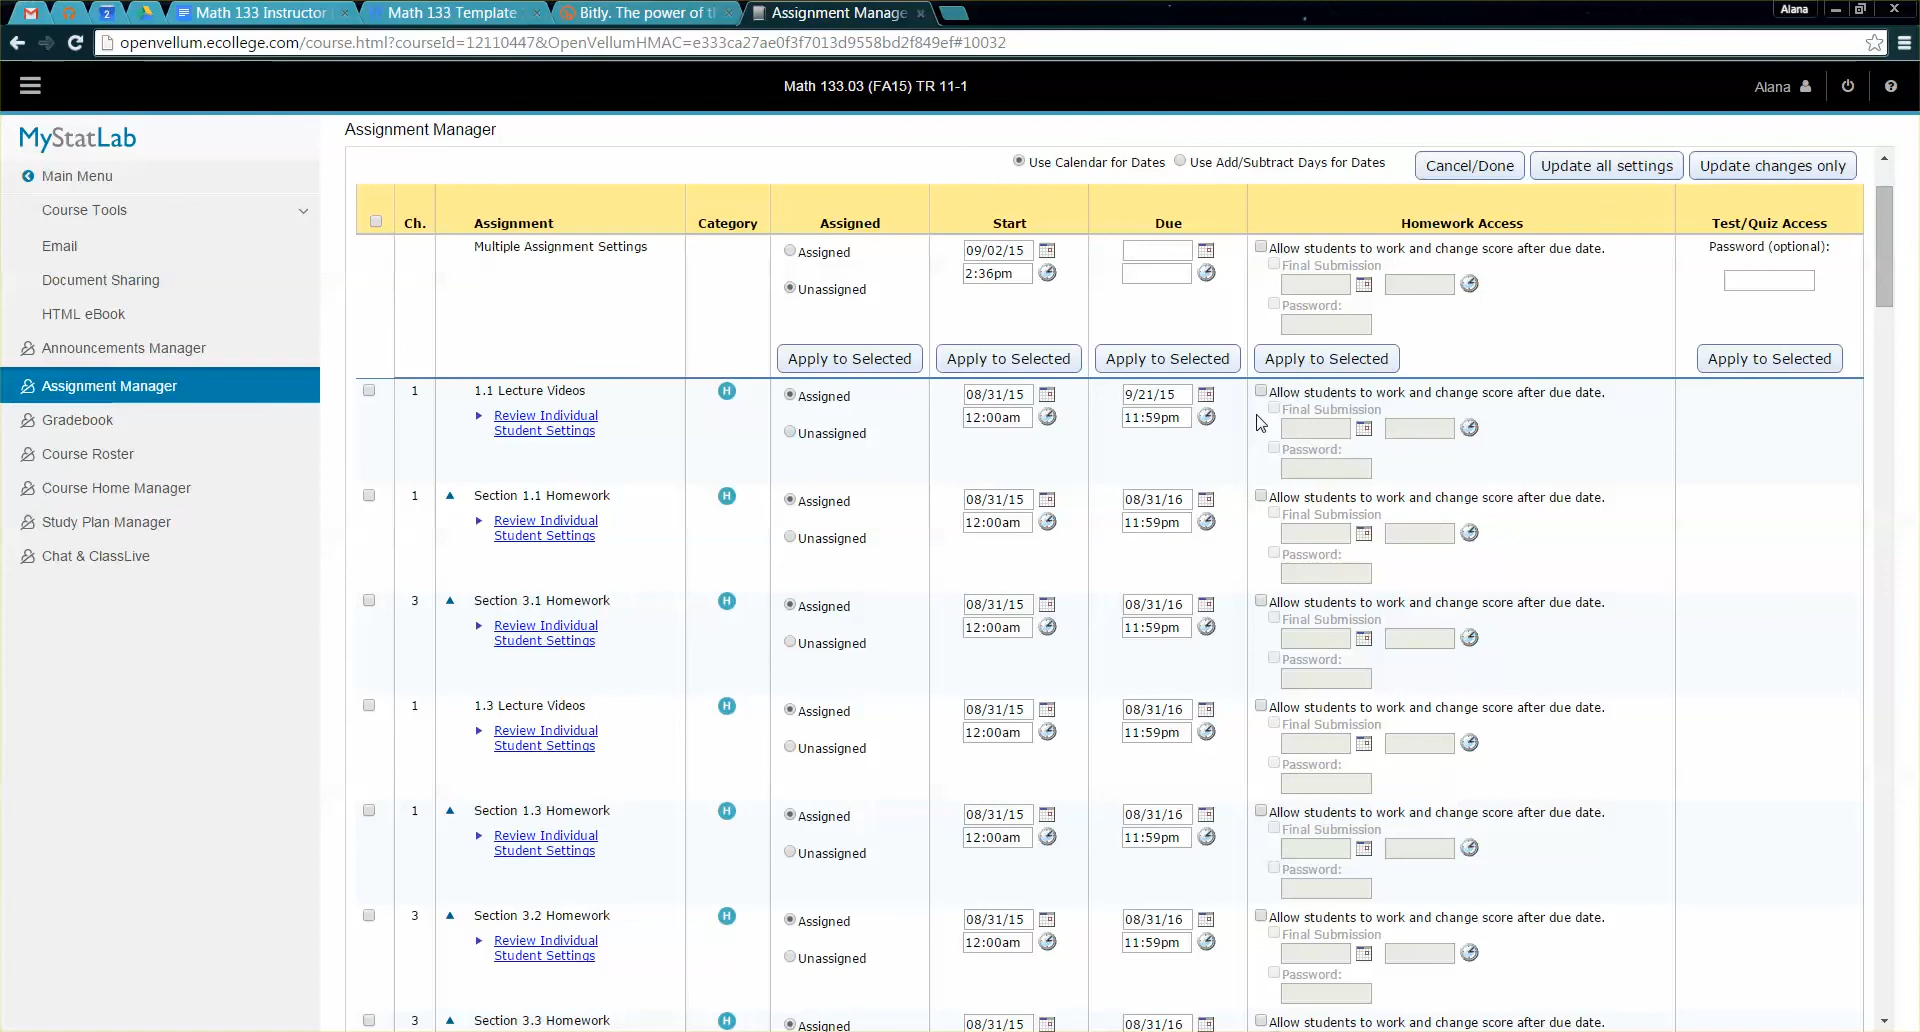 Math 133 Instructor
Math 133 Template
Bitly. The power of t
Assignment Manage
Alana
2
openvellum.ecollege.com/course.html?courseId=12110447&OpenVellumHMAC=e333ca27ae0f3f7013d9558bd2f849ef#10032
Math 133.03 (FA15) TR 11-1
Alana
MyStatLab
Main Menu
Course Tools
Email
Document Sharing
HTML eBook
Announcements Manager
Assignment Manager
Gradebook
Course Roster
Course Home Manager
Study Plan Manager
Chat & ClassLive
Assignment Manager
Use Calendar for Dates Use Add/Subtract Days for Dates
Cancel/Done Update all settings Update changes only
Ch. Assignment Category Assigned Start Due Homework Access Test/Quiz Access
Multiple Assignment Settings Assigned 09/02/15 Allow students to work and change score after due date. Password (optional):
Final Submission
2:36pm
Unassigned
Password:
Apply to Selected Apply to Selected Apply to Selected Apply to Selected Apply to Selected
1 1.1 Lecture Videos H Assigned 08/31/15 9/21/15 Allow students to work and change score after due date.
Review Individual 12:00am 11:59pm Final Submission
Student Settings Unassigned
Password:
1 Section 1.1 Homework H Assigned 08/31/15 08/31/16 Allow students to work and change score after due date.
Review Individual 12:00am 11:59pm Final Submission
Student Settings Unassigned
Password:
3 Section 3.1 Homework H Assigned 08/31/15 08/31/16 Allow students to work and change score after due date.
Review Individual 12:00am 11:59pm Final Submission
Student Settings Unassigned
Password:
1 1.3 Lecture Videos H Assigned 08/31/15 08/31/16 Allow students to work and change score after due date.
Review Individual 12:00am 11:59pm Final Submission
Student Settings Unassigned
Password:
1 Section 1.3 Homework H Assigned 08/31/15 08/31/16 Allow students to work and change score after due date.
Review Individual 12:00am 11:59pm Final Submission
Student Settings Unassigned
Password:
3 Section 3.2 Homework H Assigned 08/31/15 08/31/16 Allow students to work and change score after due date.
Review Individual 12:00am 11:59pm Final Submission
Student Settings Unassigned
Password:
3 Section 3.3 Homework H Assigned 08/31/15 08/31/16 Allow students to work and change score after due date.